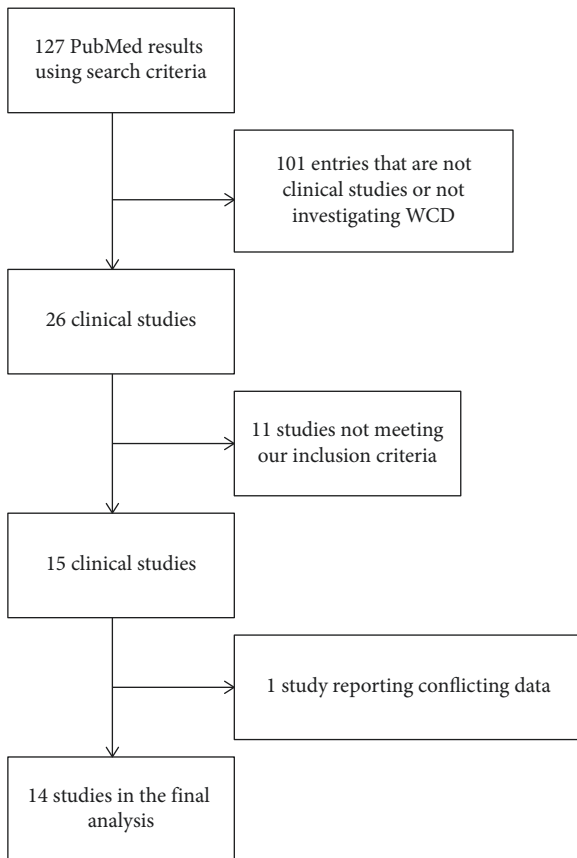 127 PubMed results
using search criteria
101 entries that are not
clinical studies or not
investigating WCD
26 clinical studies
11 studies not meeting
our inclusion criteria
15 clinical studies
1 study reporting conflicting data
14 studies in the final
analysis